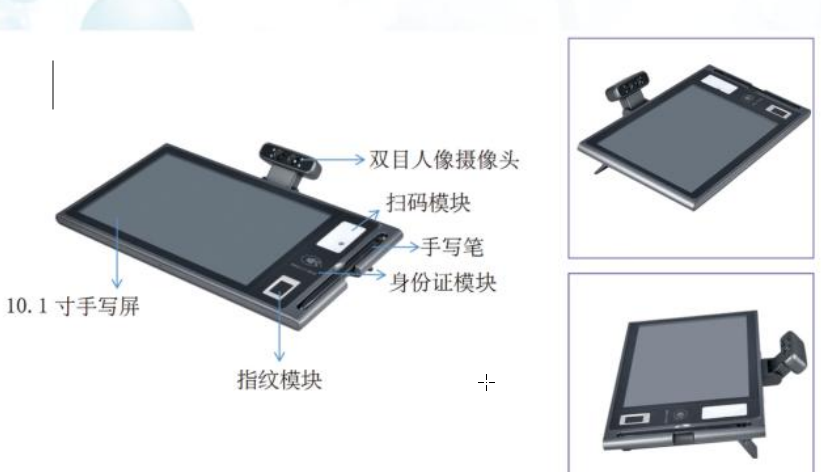 双目人像摄像头
扫码模块
手写笔
身份证模块
10.1 寸手写屏
指纹模块